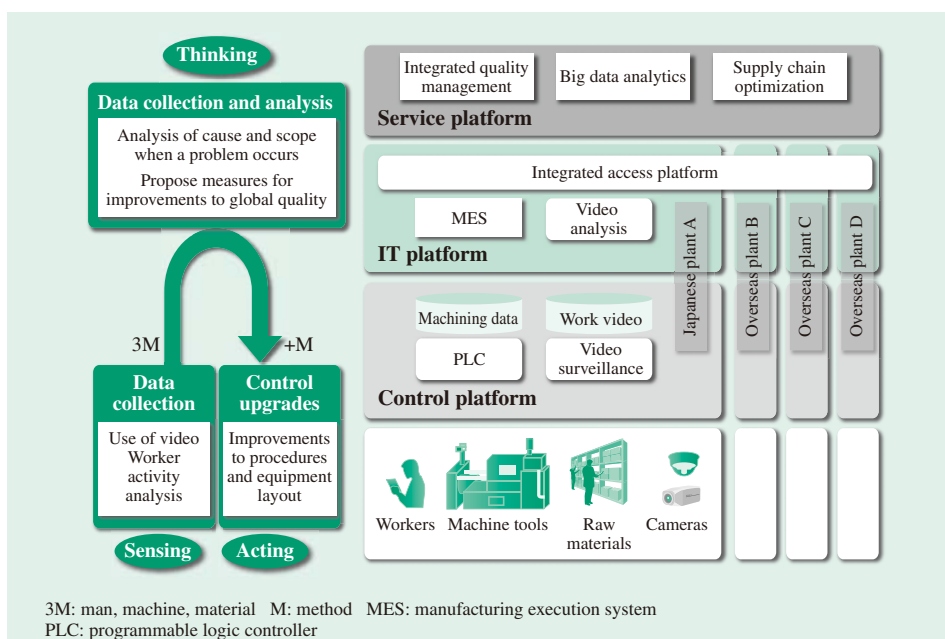 Thinking
Data collection and analysis
Analysis of cause and scope
when a problem occurs
Propose measures for
improvements to global quality
3M
+M
Data
collection
Use of video
Worker
activity
analysis
Control
upgrades
Improvements
to procedures
and equipment
layout
Sensing
Acting
Integrated quality
management
Big data analytics
Supply chain
optimization
Service platform
Integrated access platform
MES
Video
analysis
IT platform
Japanese plant A
Overseas plant B
Overseas plant C
Overseas plant D
Machining data
Work video
PLC
Video
surveillance
Control platform
Workers
Machine tools
Raw
materials
Cameras
3M: man, machine, material M: method MES: manufacturing execution system
PLC: programmable logic controller